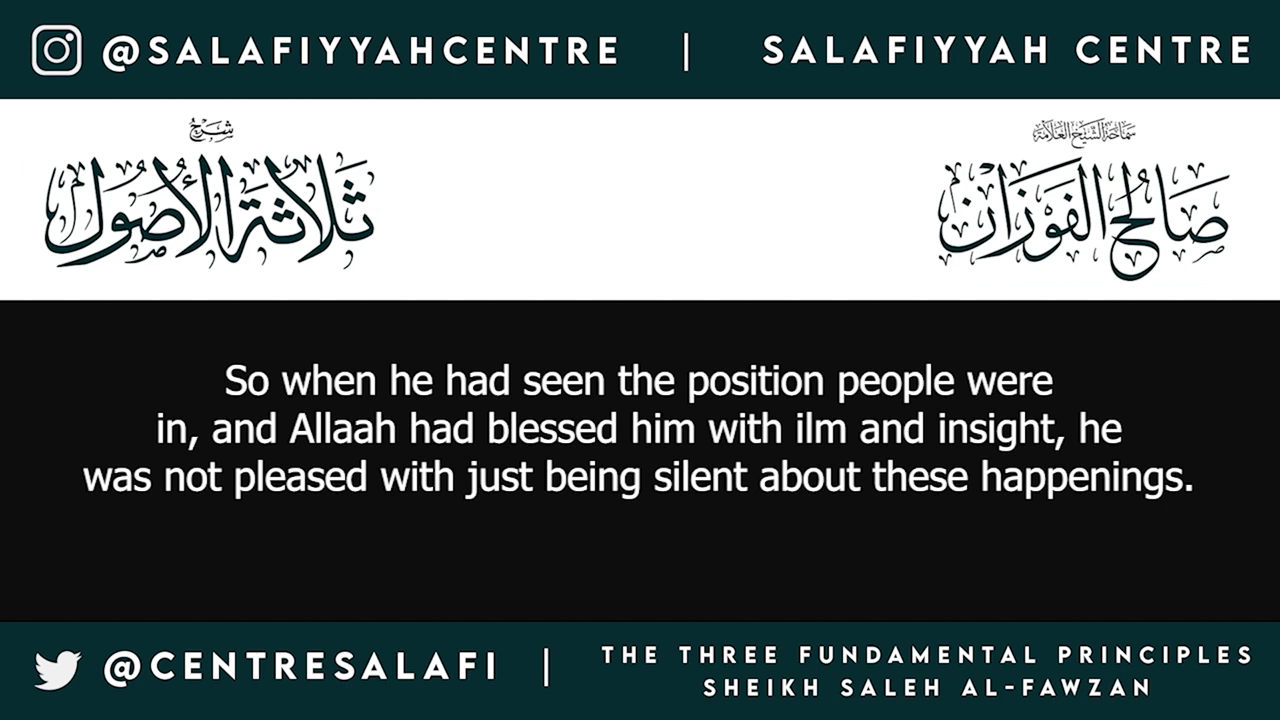 @SALAFIYYAHCENTRE | SALAFIYYAH CENTRE
شرح
ثلاثة الأصول
سماحة الشيخ العلامة
صالح الفوزان
So when he had seen the position people were
in, and Allaah had blessed him with ilm and insight, he
was not pleased with just being silent about these happenings.
@CENTRESALAFI |
THE THREE FUNDAMENTAL PRINCIPLES
SHEIKH SALEH AL-FAWZAN